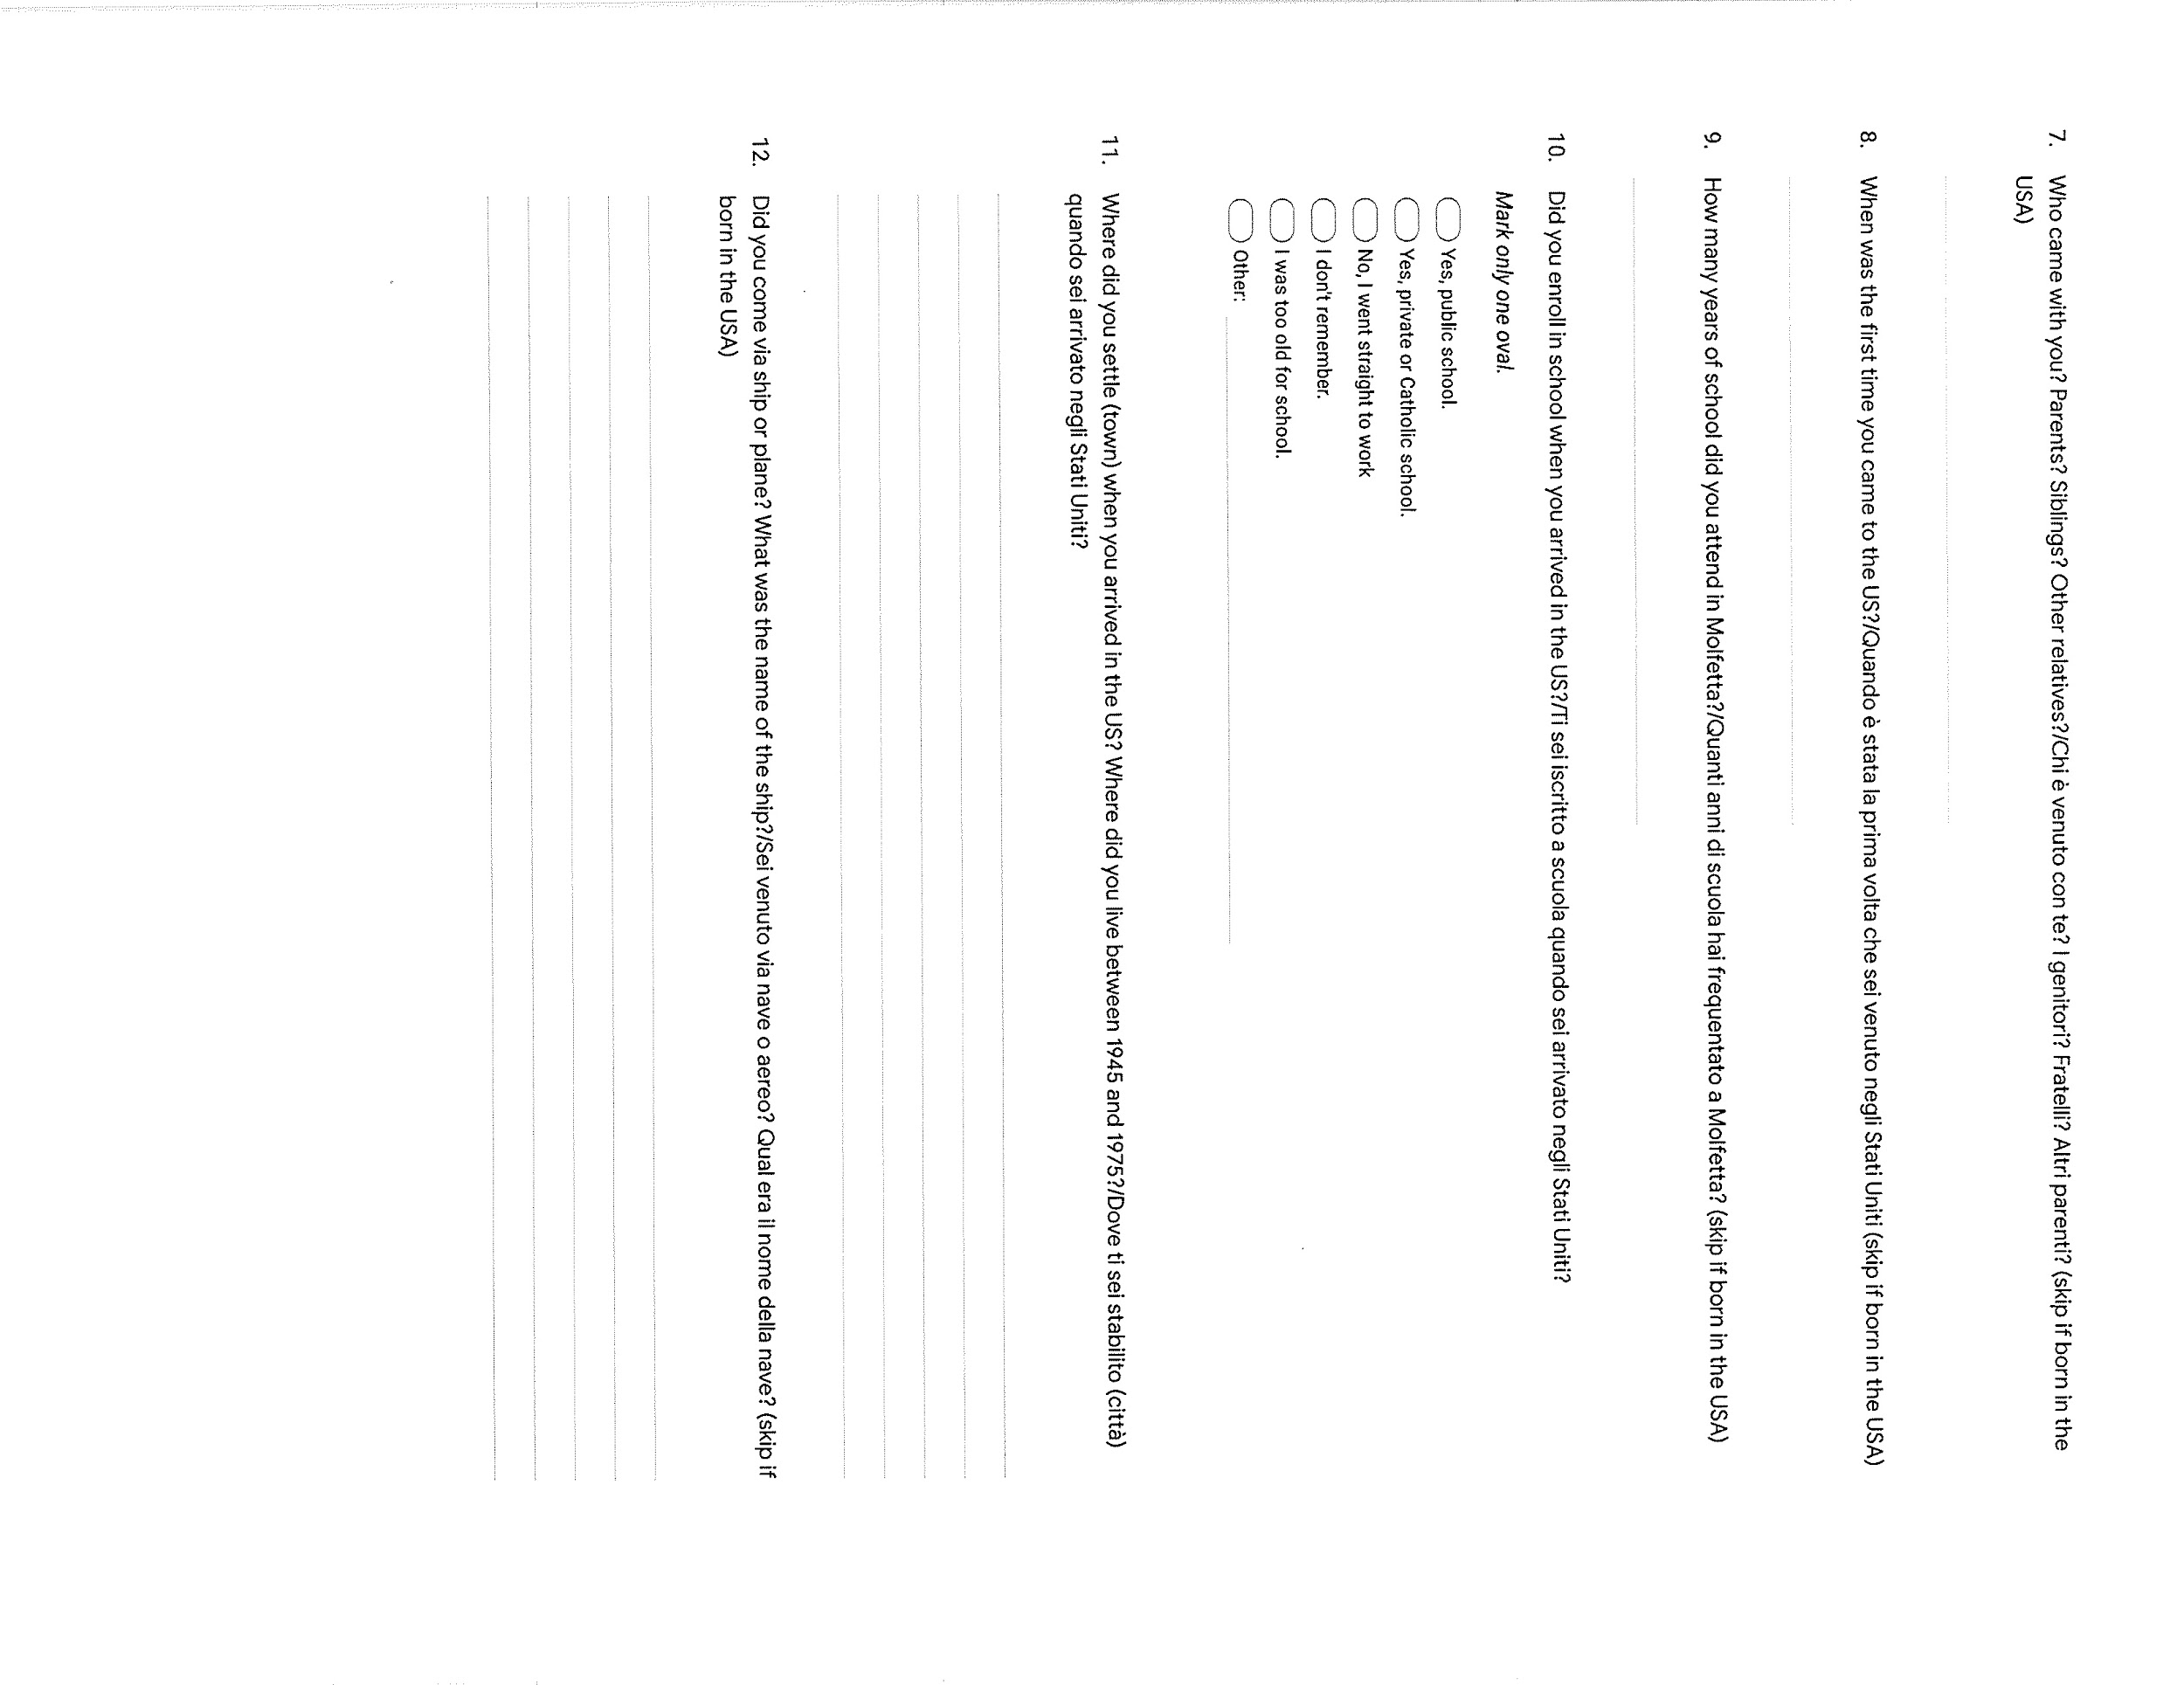 7. Who came with you? Parents? Siblings? Other relatives?/Chi è venuto con te? I genitori? Fratelli? Altri parenti? (skip if born in the
USA)
8. When was the first time you came to the US?/Quando è stata la prima volta che sei venuto negli Stati Uniti (skip if born in the USA)
9. How many years of school did you attend in Molfetta?/Quanti anni di scuola hai frequentato a Molfetta? (skip if born in the USA)
10. Did you enroll in school when you arrived in the US?/Ti sei iscritto a scuola quando sei arrivato negli Stati Uniti?
Mark only one oval.
Yes, public school.
Yes, private or Catholic school.
No, I went straight to work
I don't remember.
I was too old for school.
Other:
11. Where did you settle (town) when you arrived in the US? Where did you live between 1945 and 1975?/Dove ti sei stabilito (città)
quando sei arrivato negli Stati Uniti?
12. Did you come via ship or plane? What was the name of the ship?/Sei venuto via nave o aereo? Qual era il nome della nave? (skip if
born in the USA)